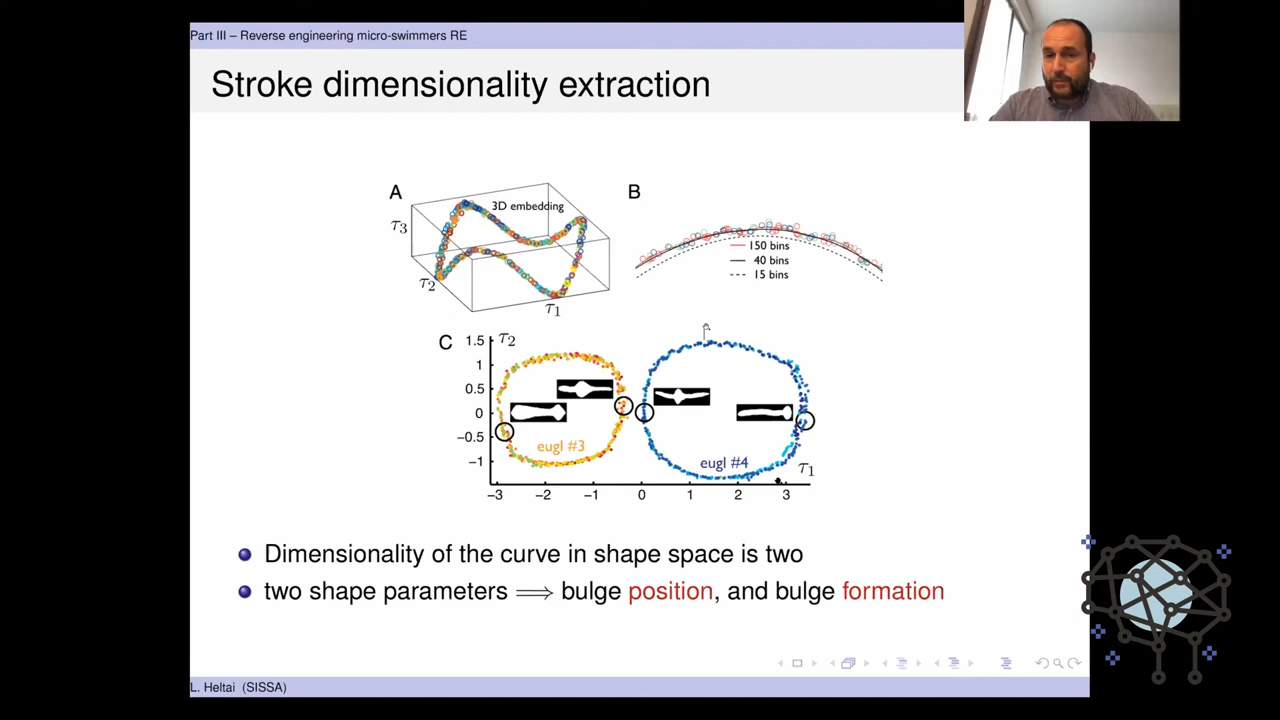 Part III – Reverse engineering micro-swimmers RE
Stroke dimensionality extraction
A
3D embedding
τ3
τ2
τ1
B
150 bins
40 bins
15 bins
C
τ2
1.5
1
0.5
0
−0.5
−1
eugl #3
eugl #4
τ1
−3 −2 −1 0 1 2 3
Dimensionality of the curve in shape space is two
two shape parameters ⟹ bulge position, and bulge formation
L. Heltai (SISSA)